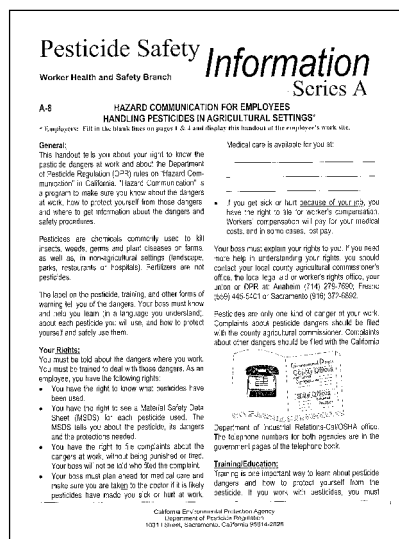 Pesticide Safety
Information
Worker Health and Safety Branch
Series A
A-8
HAZARD COMMUNICATION FOR EMPLOYEES
HANDLING PESTICIDES IN AGRICULTURAL SETTINGS*
* Employers: Fill in the blank lines on pages 1 & 4 and display this handout at the employee's work site.
General:
This handout tells you about your right to know the
pesticide dangers at work and about the Department
of Pesticide Regulation (DPR) rules on "Hazard Com-
munication" in California. "Hazard Communication" is
a program to make sure you know about the dangers
at work, how to protect yourself from those dangers
and where to get information about the dangers and
safety procedures.
Pesticides are chemicals commonly used to kill
insects, weeds, germs and plant diseases on farms,
as well as, in non-agricultural settings (landscape,
parks, restaurants or hospitals). Fertilizers are not
pesticides.
The label on the pesticide, training, and other forms of
warning tell you of the dangers. Your boss must know
and help you learn (in a language you understand),
about each pesticide you will use, and how to protect
yourself and safely use them.
Your Rights:
You must be told about the dangers where you work.
You must be trained to deal with those dangers. As an
employee, you have the following rights:
• You have the right to know what pesticides have
been used.
• You have the right to see a Material Safety Data
Sheet (MSDS) for each pesticide used. The
MSDS tells you about the pesticide, its dangers
and the protections needed.
• You have the right to file complaints about the
dangers at work, without being punished or fired.
Your boss will not be told who filed the complaint.
• Your boss must plan ahead for medical care and
make sure you are taken to the doctor if it is likely
pesticides have made you sick or hurt at work.
Medical care is available for you at:
• If you get sick or hurt because of your job, you
have the right to file for worker's compensation.
Workers' compensation will pay for your medical
costs, and in some cases, lost pay.
Your boss must explain your rights to you. If you need
more help in understanding your rights, you should
contact your local county agricultural commissioner's
office, the local legal aid or worker's rights office, your
union or DPR at: Anaheim (714) 279-7690; Fresno
(559) 445-5401 or Sacramento (916)
Pesticides are only one kind of danger at your work.
Complaints about pesticide dangers should be filed
with the county agricultural commissioner. Complaints
about other dangers should be filed with the California
Government Pages
County Offices
State Offices
Department of Industrial Relations-Cal/OSHA office.
The telephone numbers for both agencies are in the
government pages of the telephone book.
Training/Education:
Training is one important way to learn about pesticide
dangers and how to protect yourself from the
pesticide. If you work with pesticides, you must
California Environmental Protection Agency
Department of Pesticide Regulation
1001 I Street, Sacramento, California 95814-2828